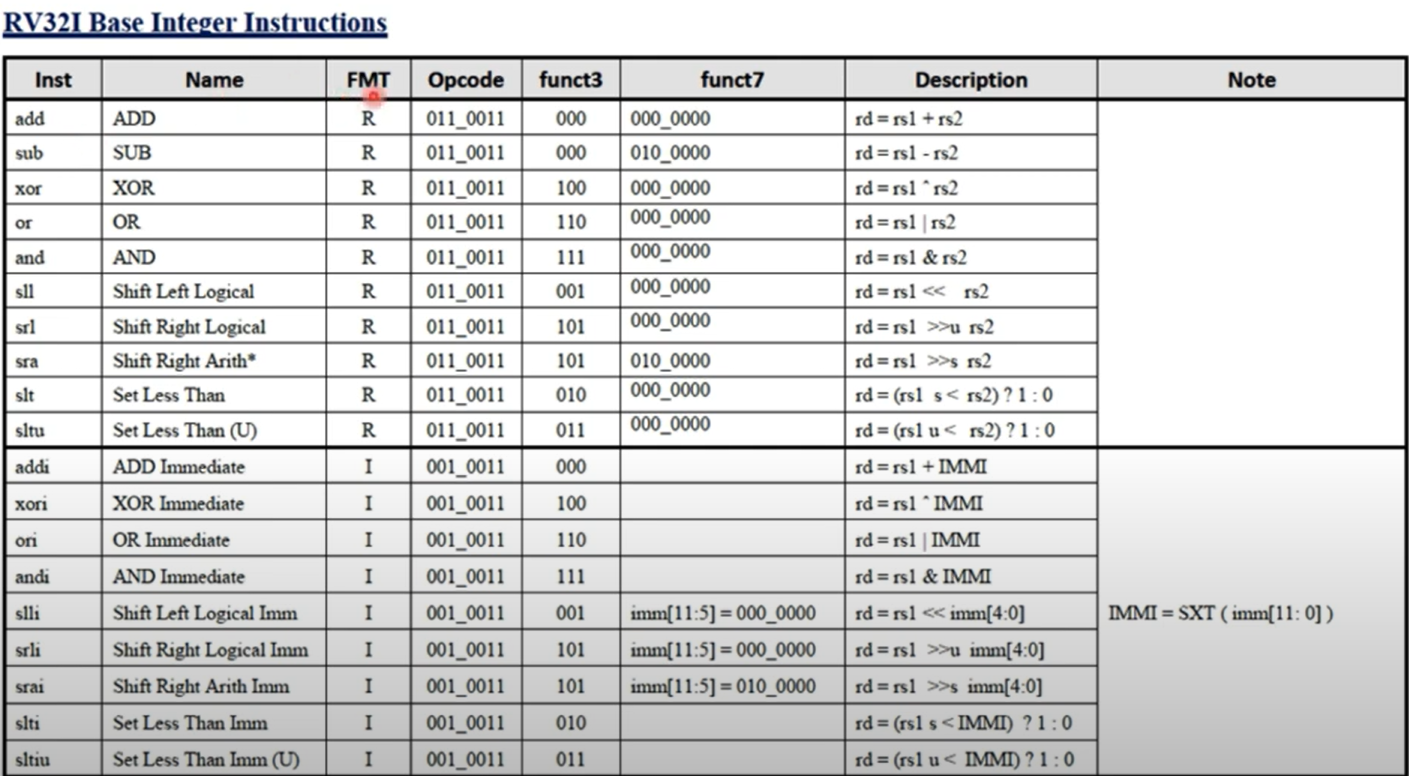 RV32I Base Integer Instructions
Inst Name FMT Opcode funct3 funct7 Description Note
add ADD R 011_0011 000 000_0000 rd = rs1 + rs2
sub SUB R 011_0011 000 010_0000 rd = rs1 - rs2
xor XOR R 011_0011 100 000_0000 rd = rs1 ^ rs2
or OR R 011_0011 110 000_0000 rd = rs1 | rs2
and AND R 011_0011 111 000_0000 rd = rs1 & rs2
sll Shift Left Logical R 011_0011 001 000_0000 rd = rs1 << rs2
srl Shift Right Logical R 011_0011 101 000_0000 rd = rs1 >>u rs2
sra Shift Right Arith* R 011_0011 101 010_0000 rd = rs1 >>s rs2
slt Set Less Than R 011_0011 010 000_0000 rd = (rs1 s < rs2) ? 1 : 0
sltu Set Less Than (U) R 011_0011 011 000_0000 rd = (rs1 u < rs2) ? 1 : 0
addi ADD Immediate I 001_0011 000 rd = rs1 + IMMI
xori XOR Immediate I 001_0011 100 rd = rs1 ^ IMMI
ori OR Immediate I 001_0011 110 rd = rs1 | IMMI
andi AND Immediate I 001_0011 111 rd = rs1 & IMMI
slli Shift Left Logical Imm I 001_0011 001 imm[11:5] = 000_0000 rd = rs1 << imm[4:0] IMMI = SXT ( imm[11: 0] )
srli Shift Right Logical Imm I 001_0011 101 imm[11:5] = 000_0000 rd = rs1 >>u imm[4:0]
srai Shift Right Arith Imm I 001_0011 101 imm[11:5] = 010_0000 rd = rs1 >>s imm[4:0]
slti Set Less Than Imm I 001_0011 010 rd = (rs1 s < IMMI) ? 1 : 0
sltiu Set Less Than Imm (U) I 001_0011 011 rd = (rs1 u < IMMI) ? 1 : 0